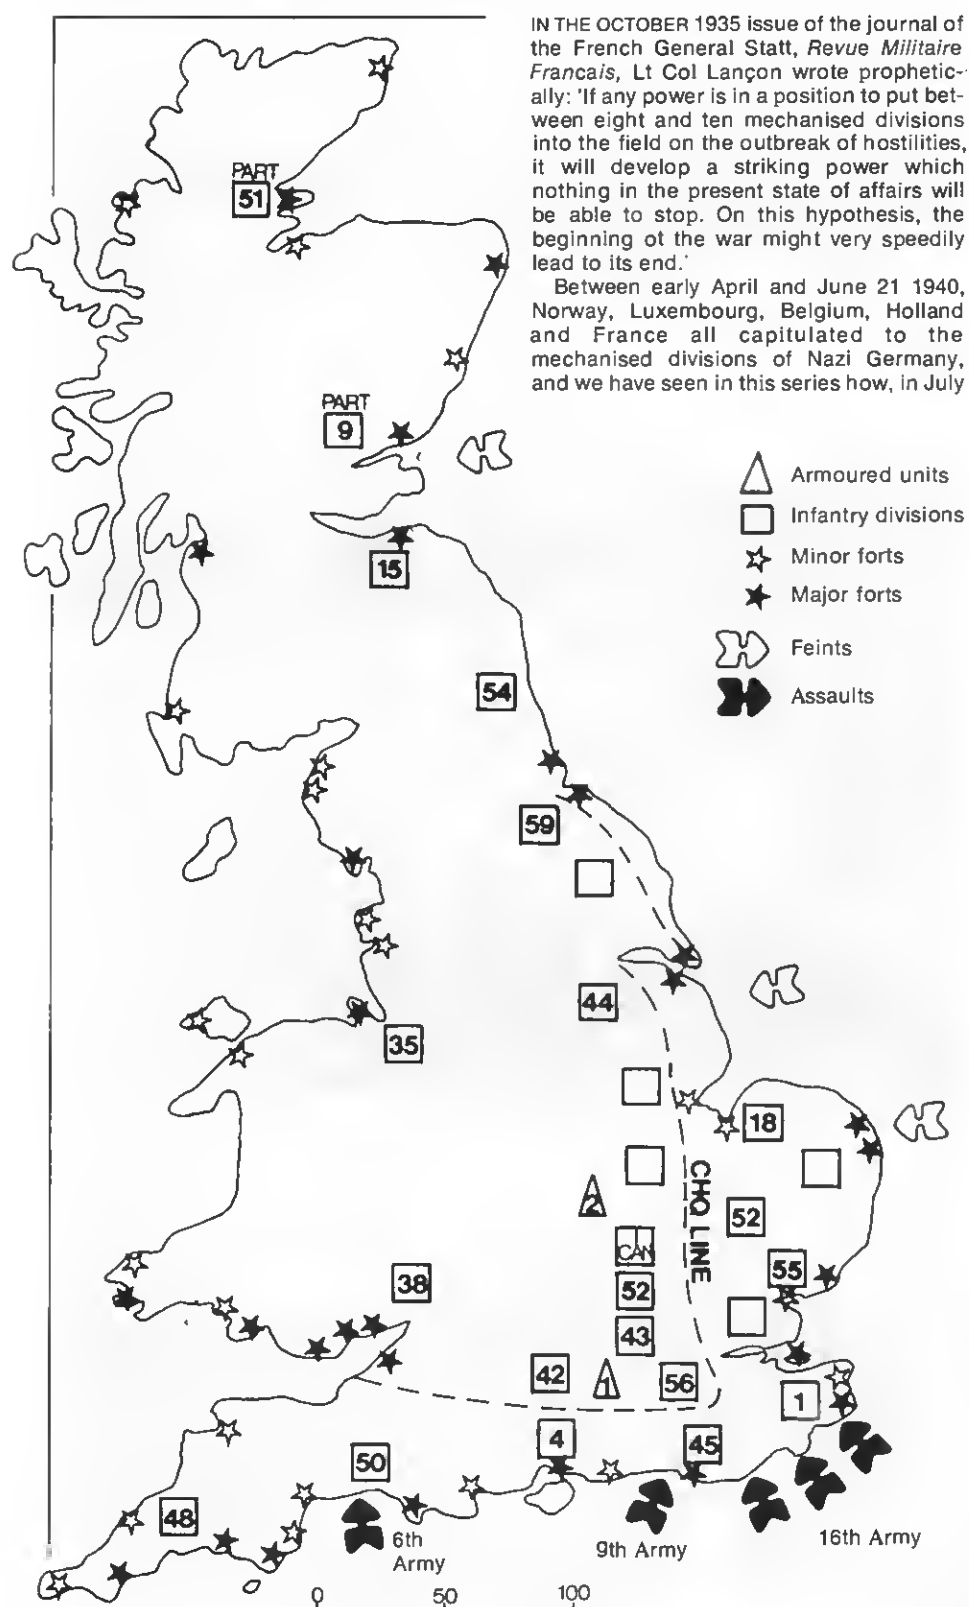 IN THE OCTOBER 1935 issue of the journal of
the French General Statt, Revue Militaire
Francais, Lt Col Lançon wrote prophetic-
ally: 'If any power is in a position to put bet-
ween eight and ten mechanised divisions
into the field on the outbreak of hostilities,
it will develop a striking power which
nothing in the present state of affairs will
be able to stop. On this hypothesis, the
beginning ot the war might very speedily
lead to its end.'
Between early April and June 21 1940,
Norway, Luxembourg, Belgium, Holland
and France all capitulated to the
mechanised divisions of Nazi Germany,
and we have seen in this series how, in July
Armoured units
Infantry divisions
Minor forts
Major forts
Feints
Assaults
PART
51
PART
9
15
54
59
44
35
18
2
CHQ LINE
52
CAN
55
38
52
43
42
1
56
1
4
45
50
48
6th
Army
9th Army
16th Army
0 50 100